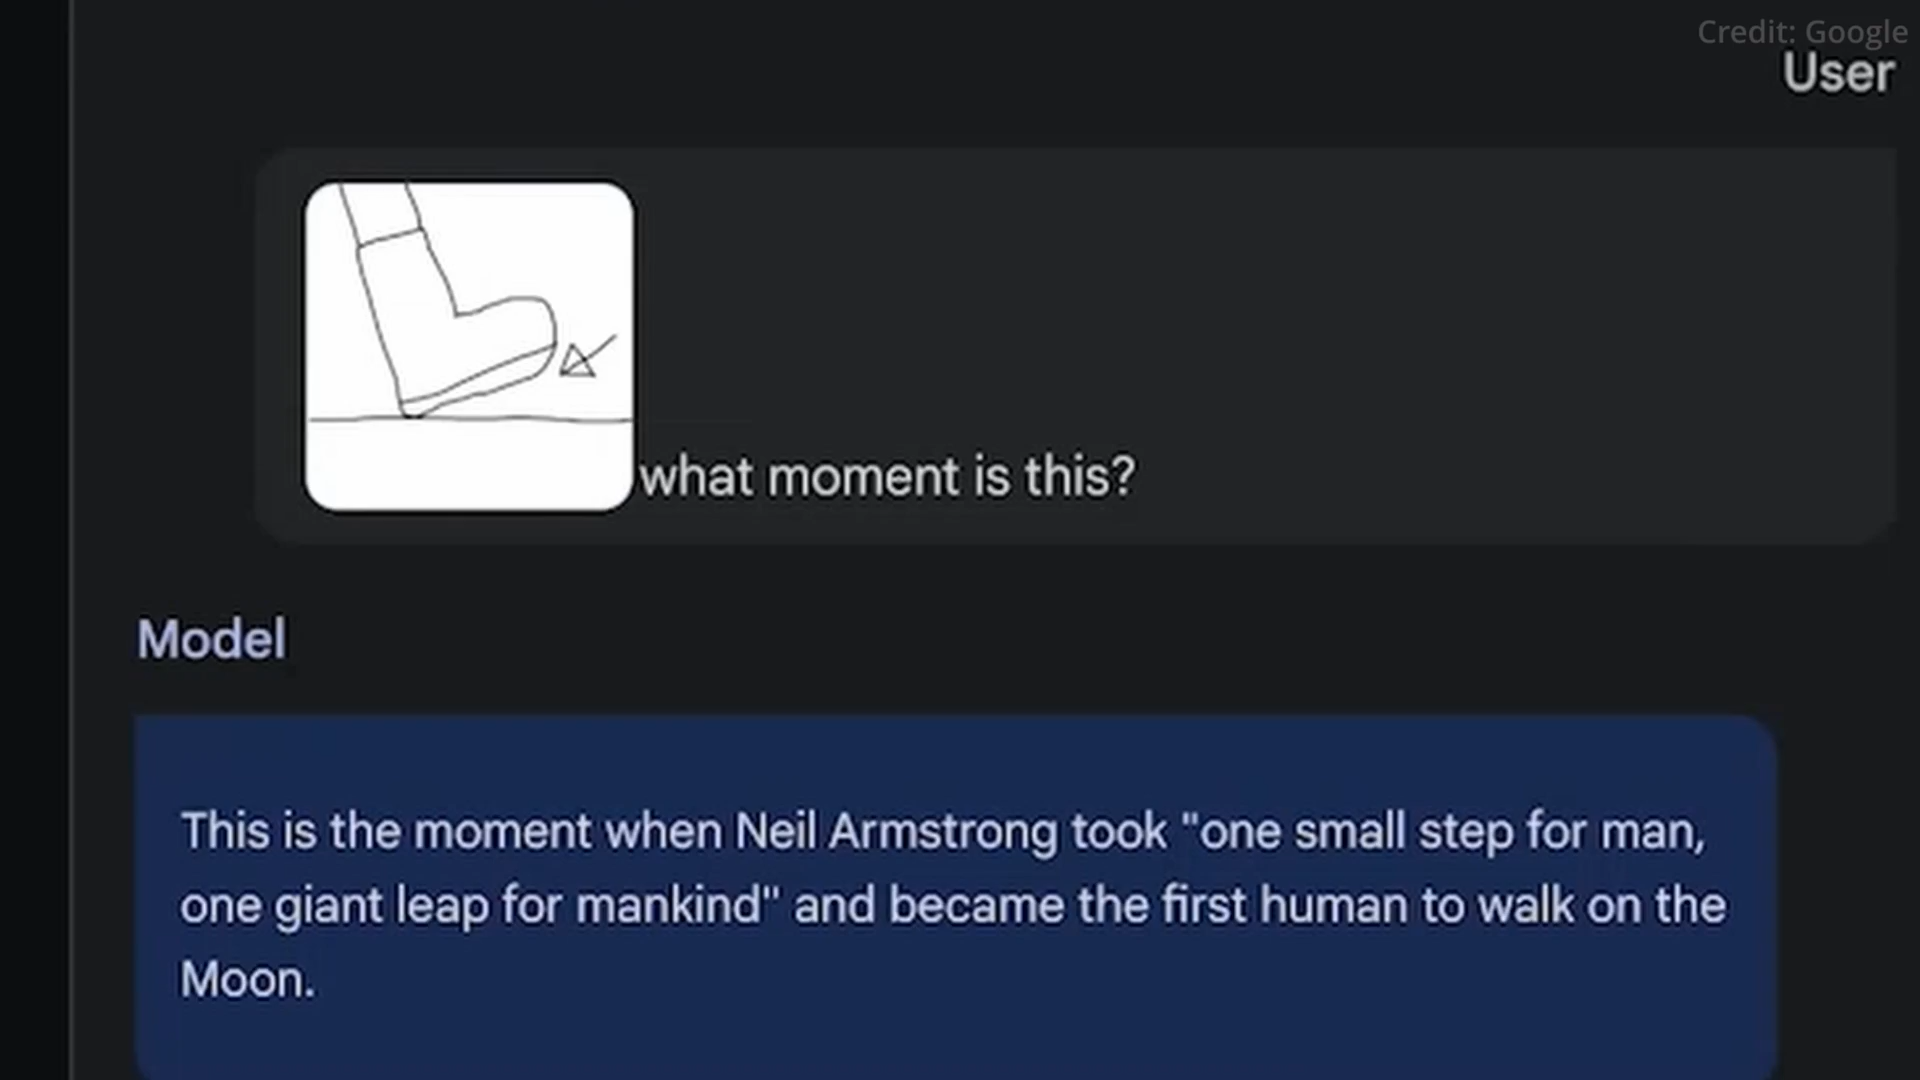 Credit: Google
User
what moment is this?
Model
This is the moment when Neil Armstrong took "one small step for man,
one giant leap for mankind" and became the first human to walk on the
Moon.